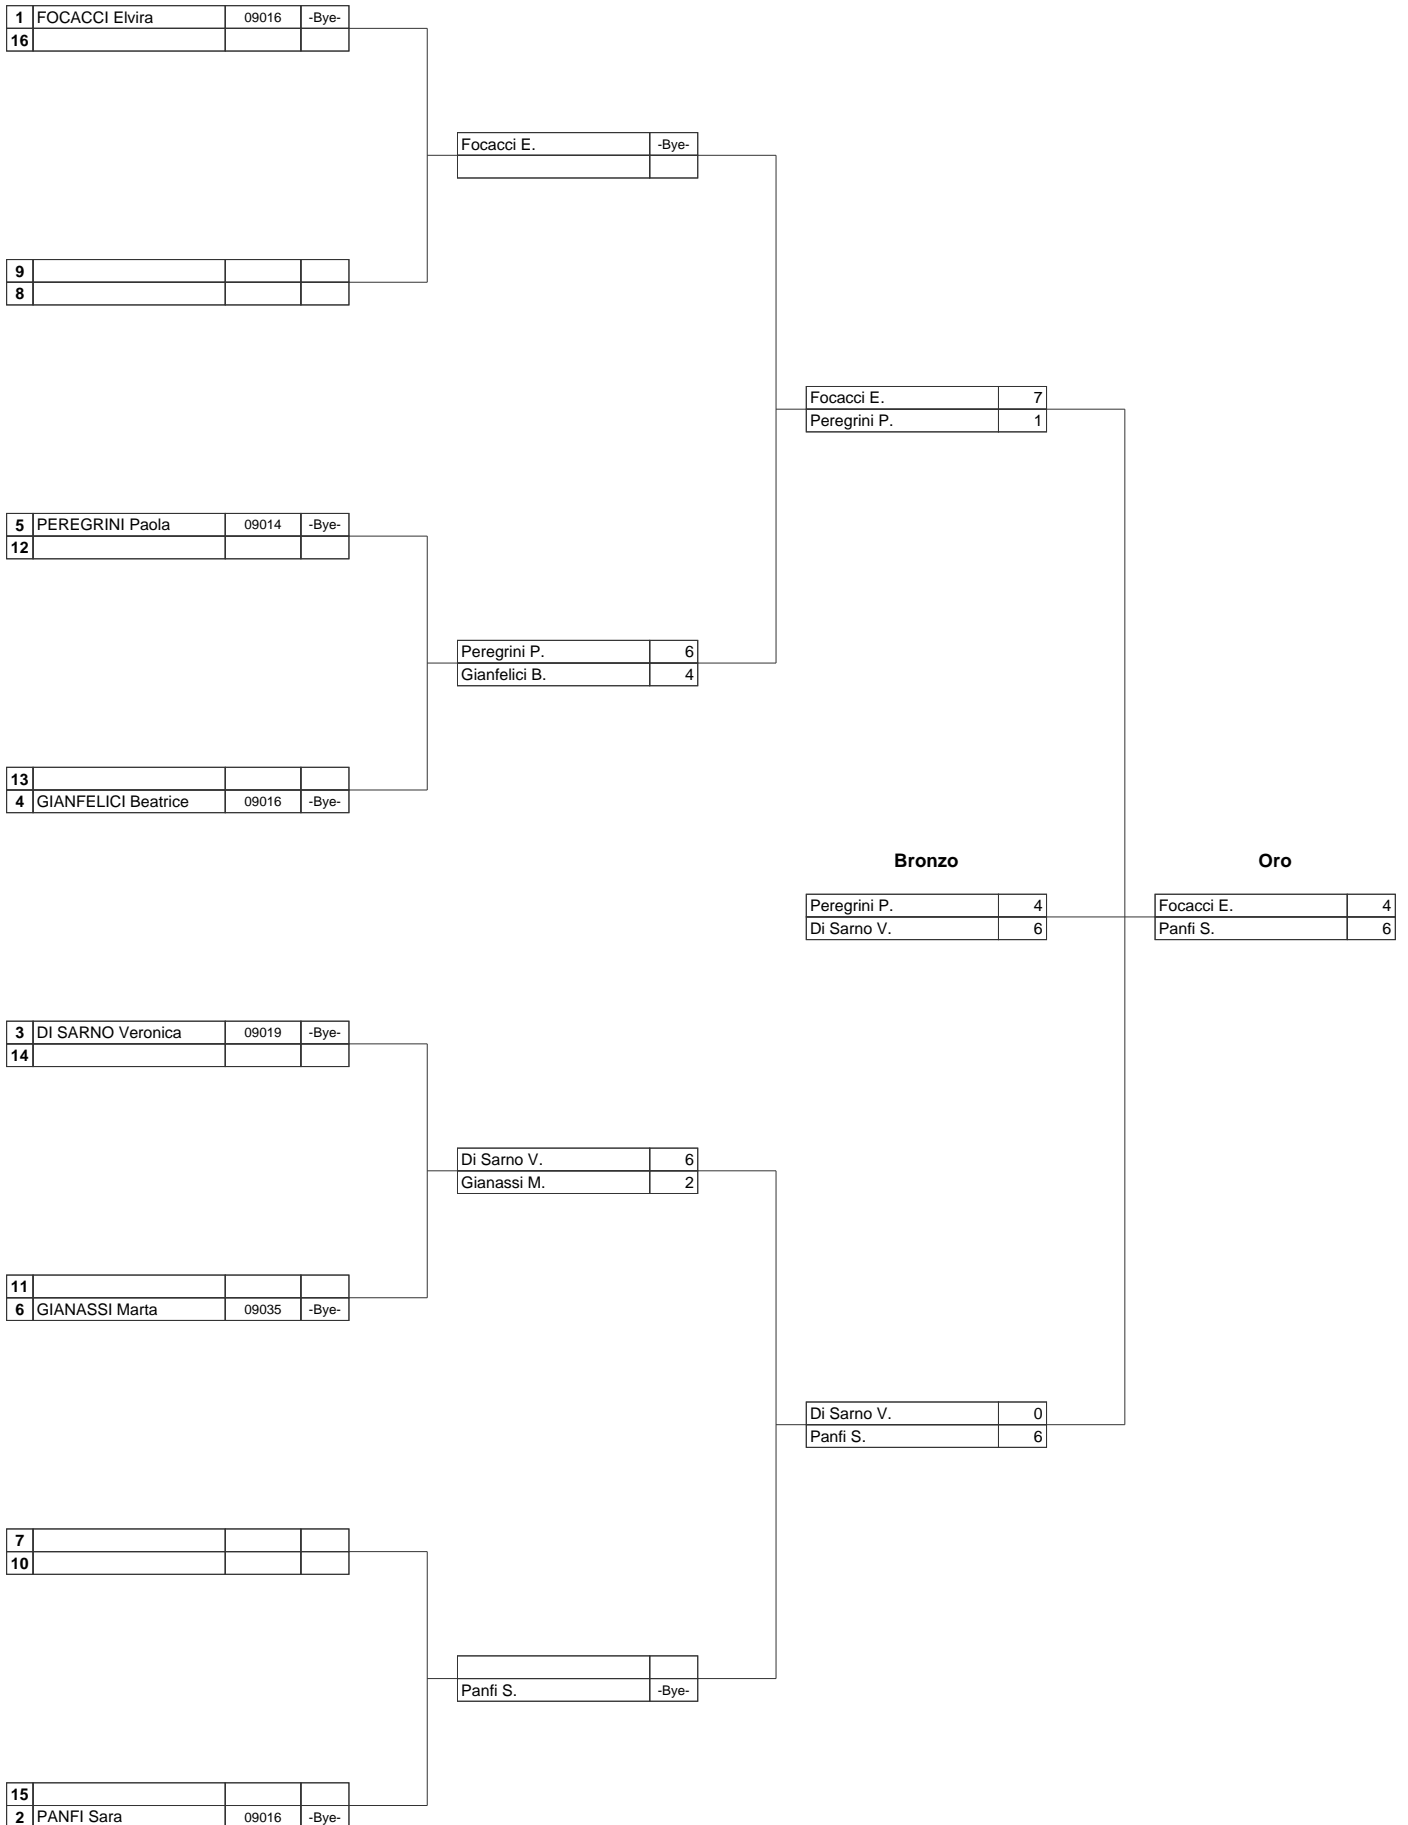 1 FOCACCI Elvira 09016 -Bye-
16
Focacci E. -Bye-
9
8
Focacci E. 7
Peregrini P. 1
5 PEREGRINI Paola 09014 -Bye-
12
Peregrini P. 6
Gianfelici B. 4
13
4 GIANFELICI Beatrice 09016 -Bye-
Bronzo Oro
Peregrini P. 4 Focacci E. 4
Di Sarno V. 6 Panfi S. 6
3 DI SARNO Veronica 09019 -Bye-
14
Di Sarno V. 6
Gianassi M. 2
11
6 GIANASSI Marta 09035 -Bye-
Di Sarno V. 0
Panfi S. 6
7
10
Panfi S. -Bye-
15
2 PANFI Sara 09016 -Bye-